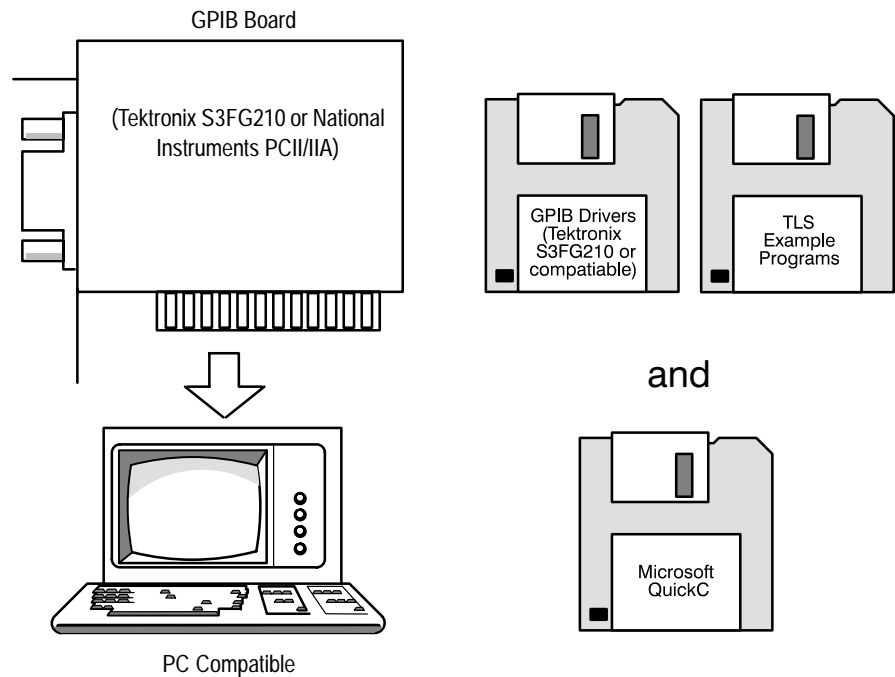 GPIB Board
(Tektronix S3FG210 or National
Instruments PCII/IIA)
GPIB Drivers
(Tektronix
S3FG210 or
compatiable)
TLS
Example
Programs
and
Microsoft
QuickC
PC Compatible